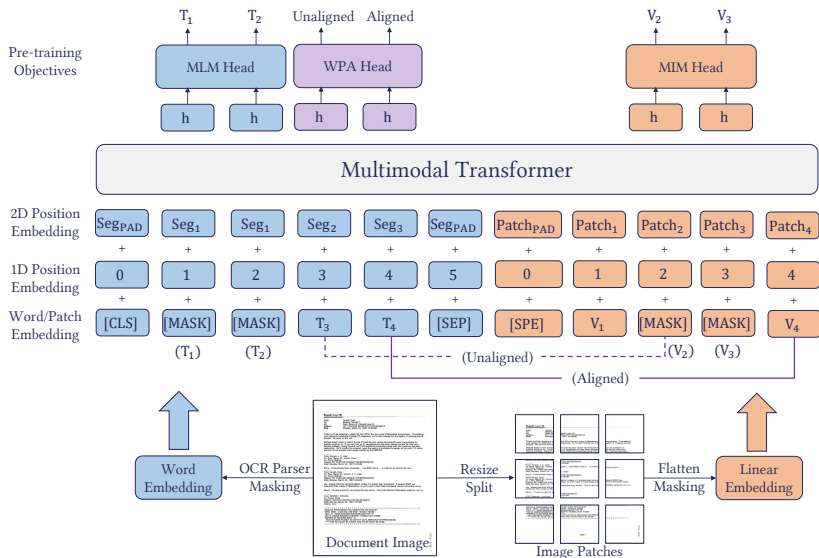 T1 T2 Unaligned Aligned V2 V3
Pre-training
Objectives
MLM Head WPA Head MIM Head
h h h h h h
Multimodal Transformer
2D Position
Embedding
SegPAD Seg1 Seg1 Seg2 Seg3 SegPAD PatchPAD Patch1 Patch2 Patch3 Patch4
+ + + + + + + + + + +
1D Position
Embedding
0 1 2 3 4 5 0 1 2 3 4
+ + + + + + + + + + +
Word/Patch
Embedding
[CLS] [MASK] [MASK] T3 T4 [SEP] [SPE] V1 [MASK] [MASK] V4
(T1) (T2) (Unaligned) (V2) (V3)
(Aligned)
Word
Embedding
OCR Parser
Masking
Document Image
Resize
Split
Image Patches
Flatten
Masking
Linear
Embedding